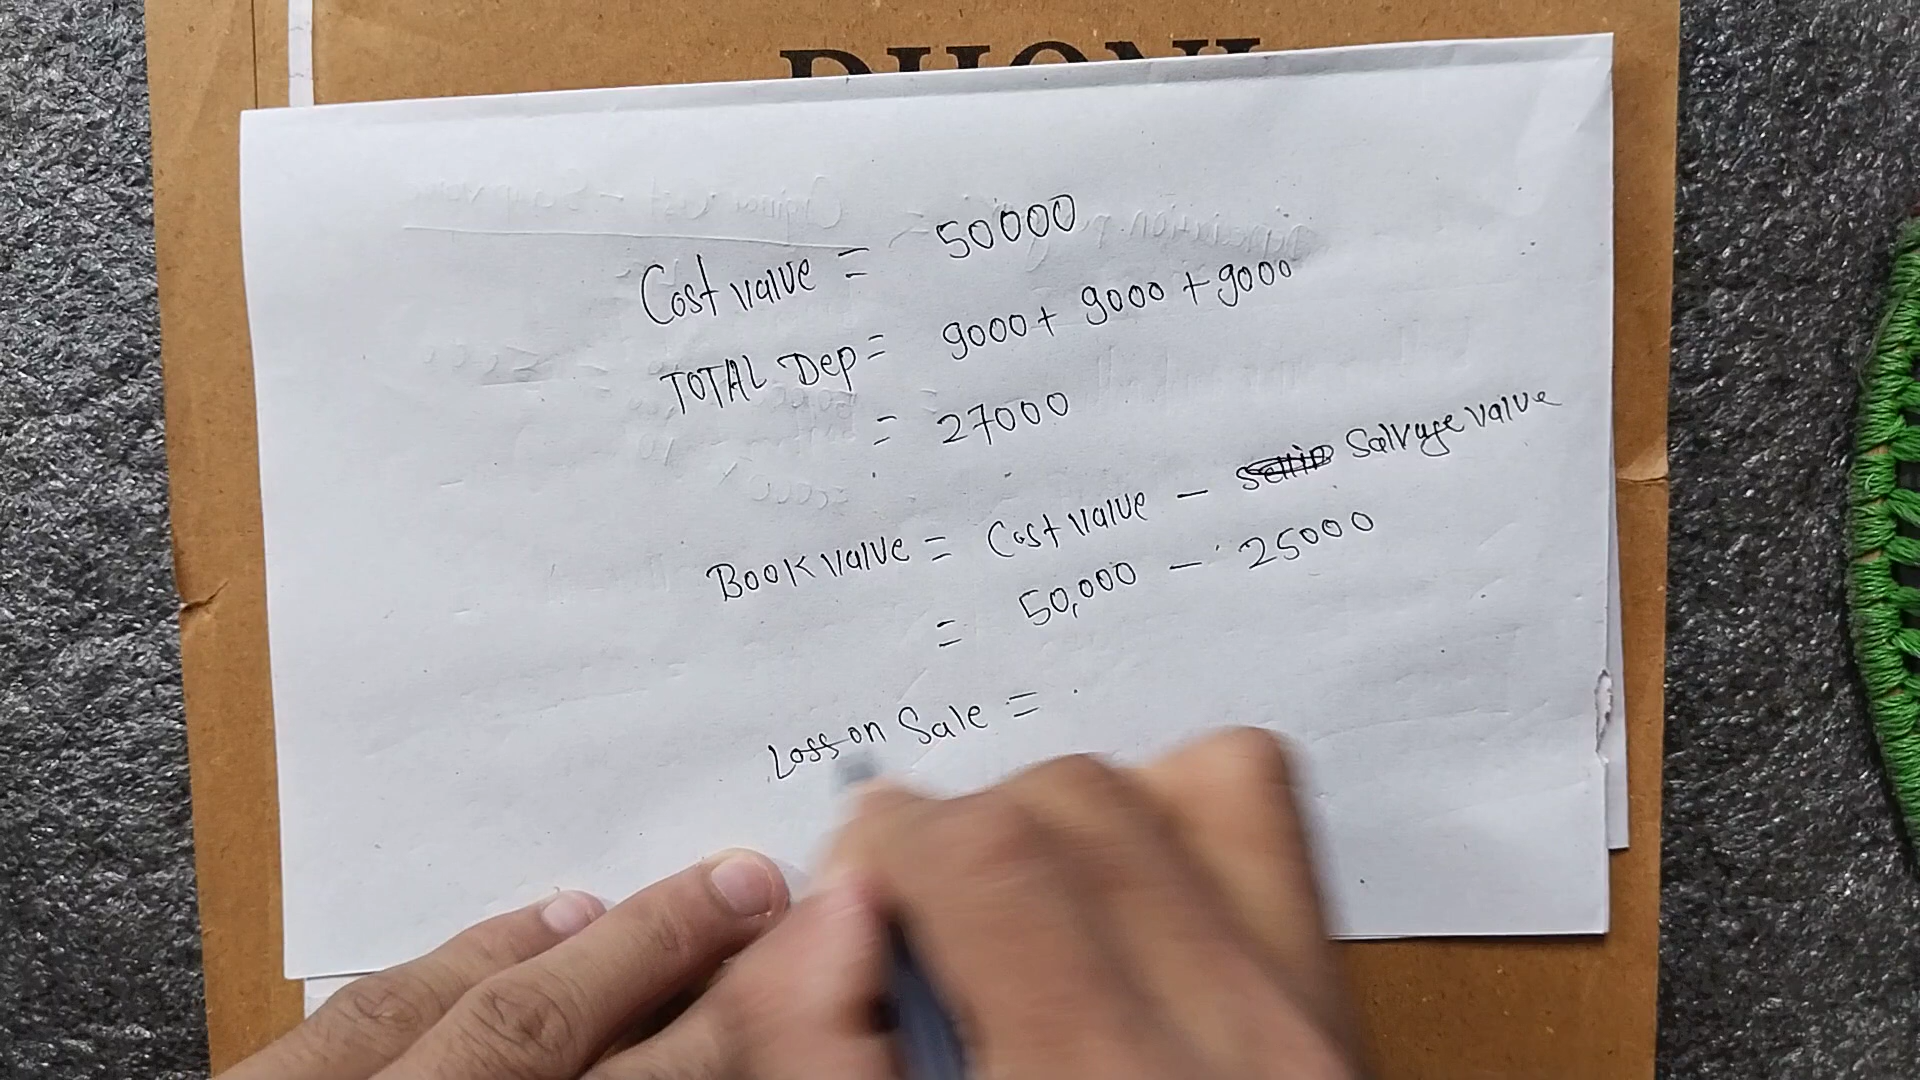 DHONI
Cost value = 50000
TOTAL Dep = 9000 + 9000 + 9000
= 27000
Book value = Cost value - Salvage value
= 50,000 - 25000
Loss on Sale =